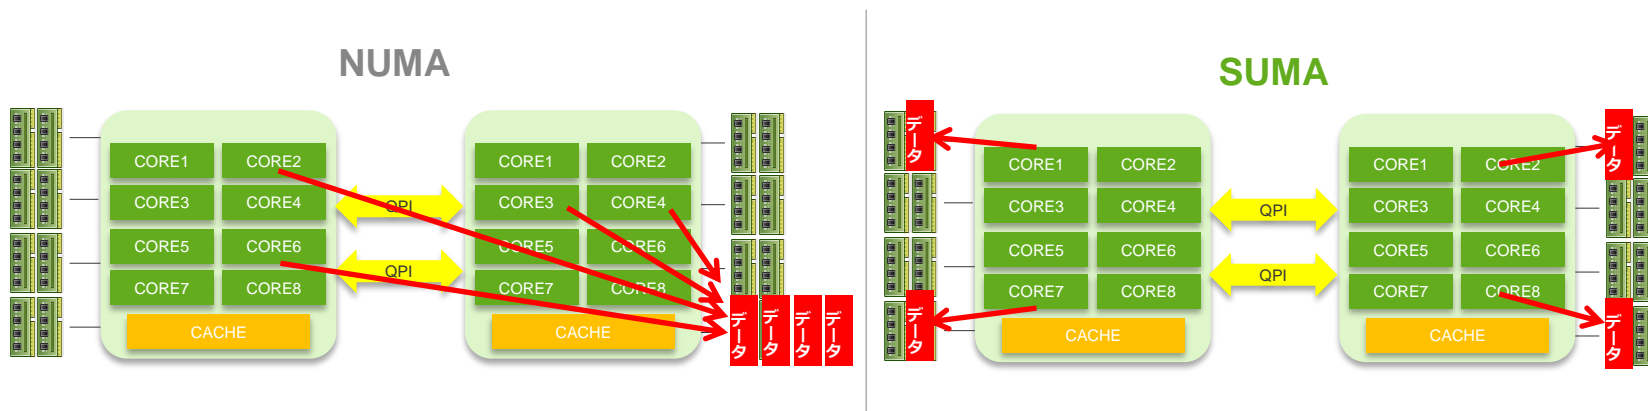 NUMA
CORE1 CORE2
CORE3 CORE4
CORE5 CORE6
CORE7 CORE8
CACHE
QPI
QPI
CORE1 CORE2
CORE3 CORE4
CORE5 CORE6
CORE7 CORE8
CACHE
データ
データ
データ
データ
SUMA
データ
データ
CORE1 CORE2
CORE3 CORE4
CORE5 CORE6
CORE7 CORE8
CACHE
QPI
QPI
CORE1 CORE2
CORE3 CORE4
CORE5 CORE6
CORE7 CORE8
CACHE
データ
データ